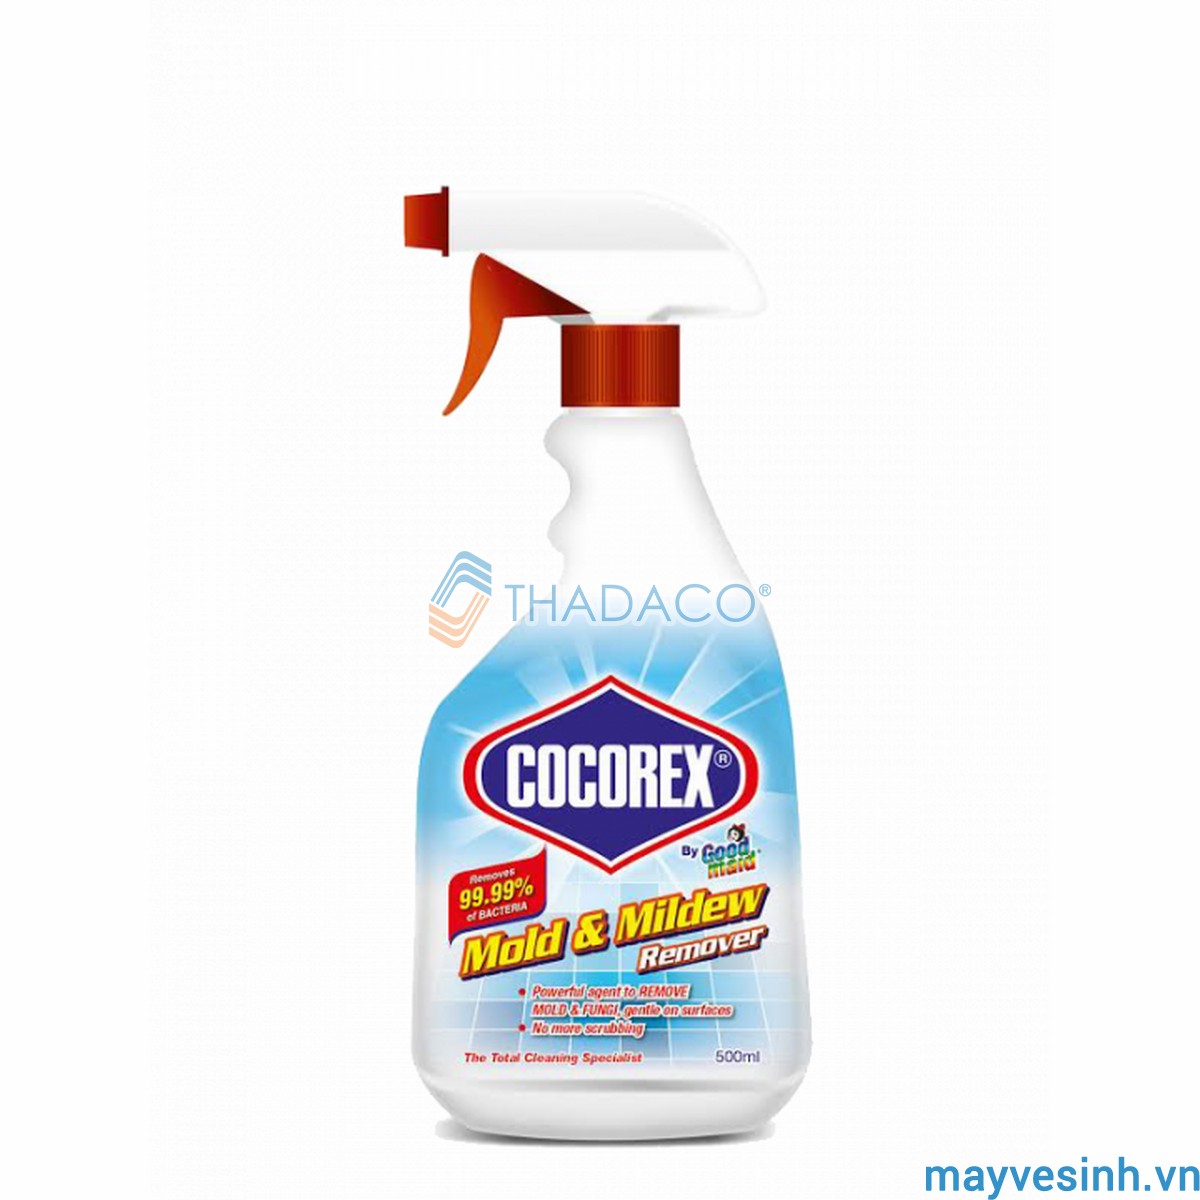 THADACO®
COCOREX®
By Good maid
Removes
99.99%
of BACTERIA
Mold & Mildew
Remover
• Powerful agent to REMOVE
MOLD & FUNGI, gentle on surfaces
• No more scrubbing
The Total Cleaning Specialist
500ml
mayvesinh.vn